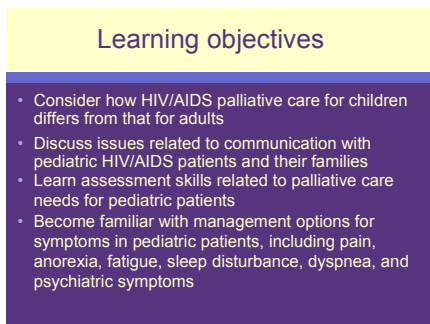 Learning objectives
• Consider how HIV/AIDS palliative care for children
differs from that for adults
• Discuss issues related to communication with
pediatric HIV/AIDS patients and their families
• Learn assessment skills related to palliative care
needs for pediatric patients
• Become familiar with management options for
symptoms in pediatric patients, including pain,
anorexia, fatigue, sleep disturbance, dyspnea, and
psychiatric symptoms